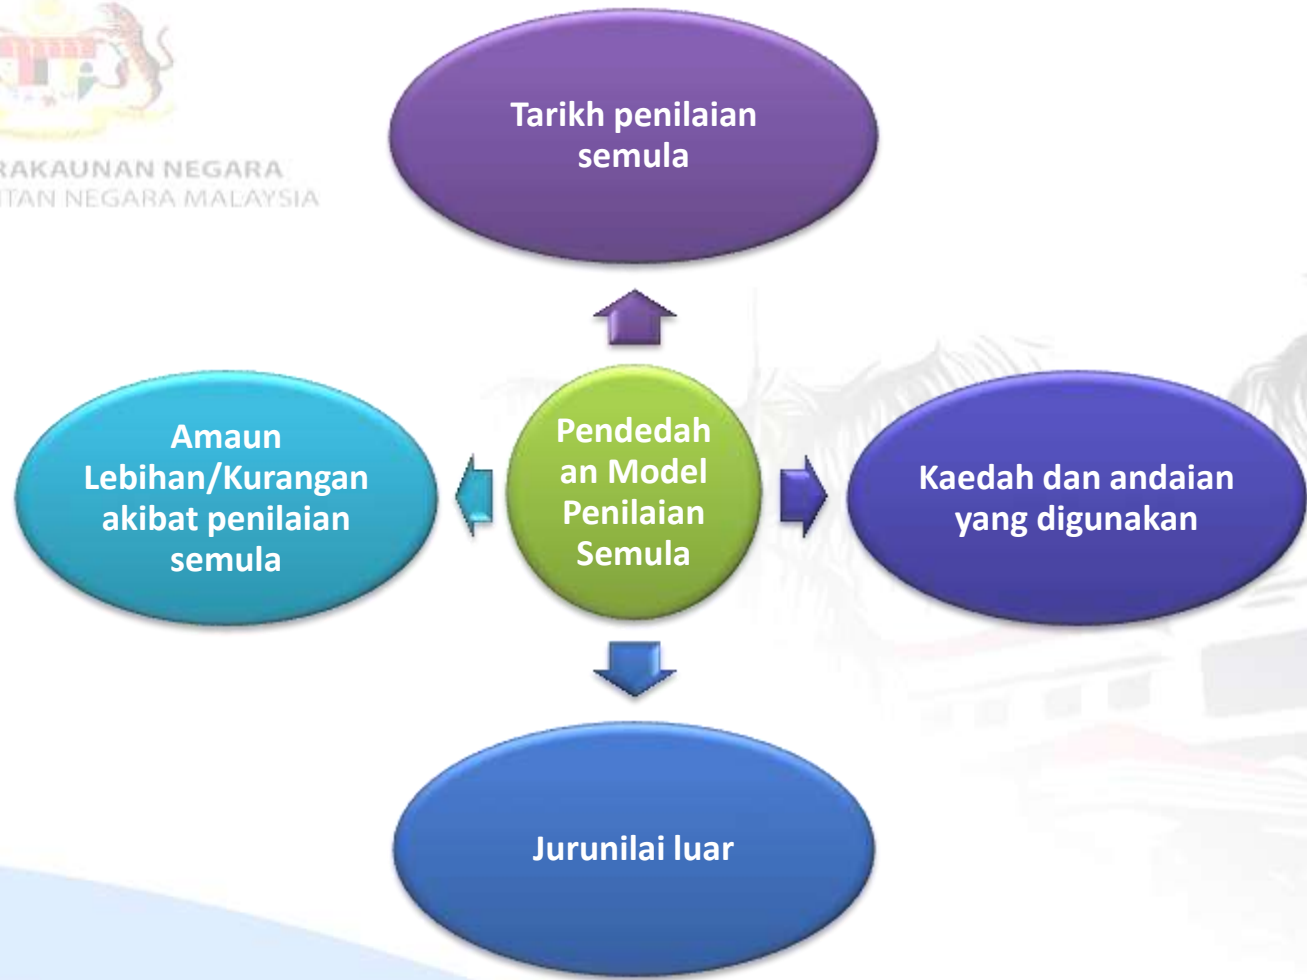 RAKAUNAN NEGARA
TAN NEGARA MALAYSIA
Tarikh penilaian
semula
Amaun
Lebihan/Kurangan
akibat penilaian
semula
Pendedah
an Model
Penilaian
Semula
Kaedah dan andaian
yang digunakan
Jurunilai luar